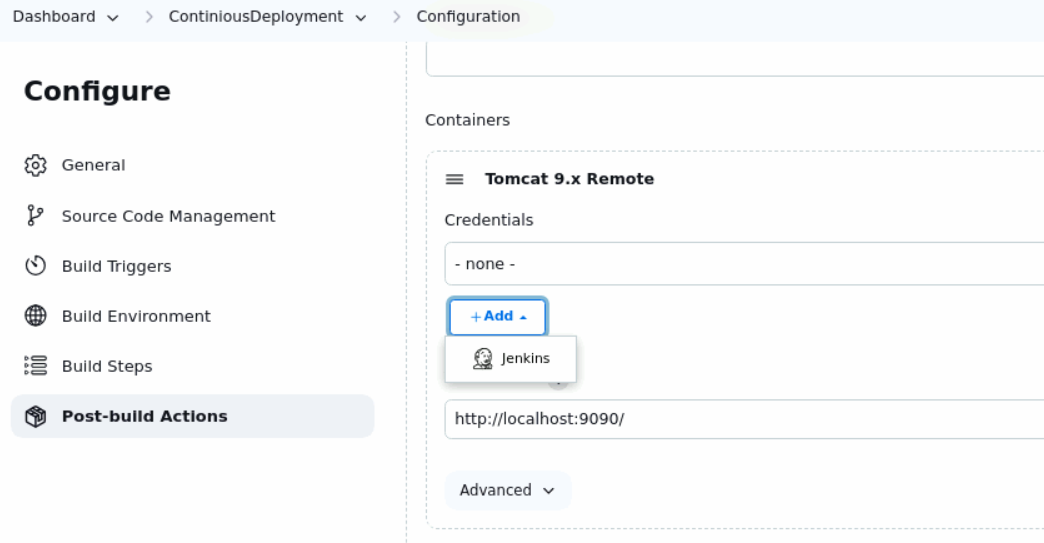 Dashboard
ContiniousDeployment
Configuration
Configure
General
Source Code Management
Build Triggers
Build Environment
Build Steps
Post-build Actions
Containers
Tomcat 9.x Remote
Credentials
- none -
+Add
Jenkins
http://localhost:9090/
Advanced